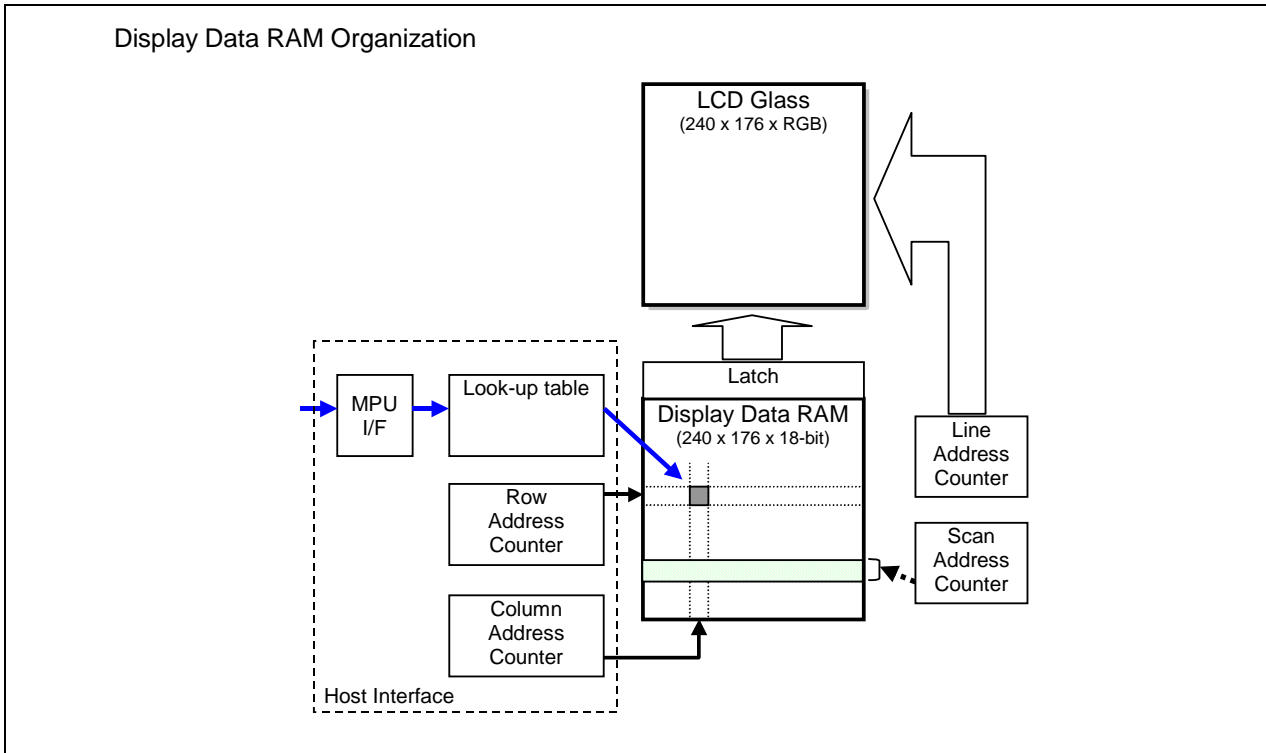 Display Data RAM Organization
LCD Glass
(240 x 176 x RGB)
Latch
MPU
I/F
Look-up table
Display Data RAM
(240 x 176 x 18-bit)
Line
Address
Counter
Row
Address
Counter
Scan
Address
Counter
Column
Address
Counter
Host Interface